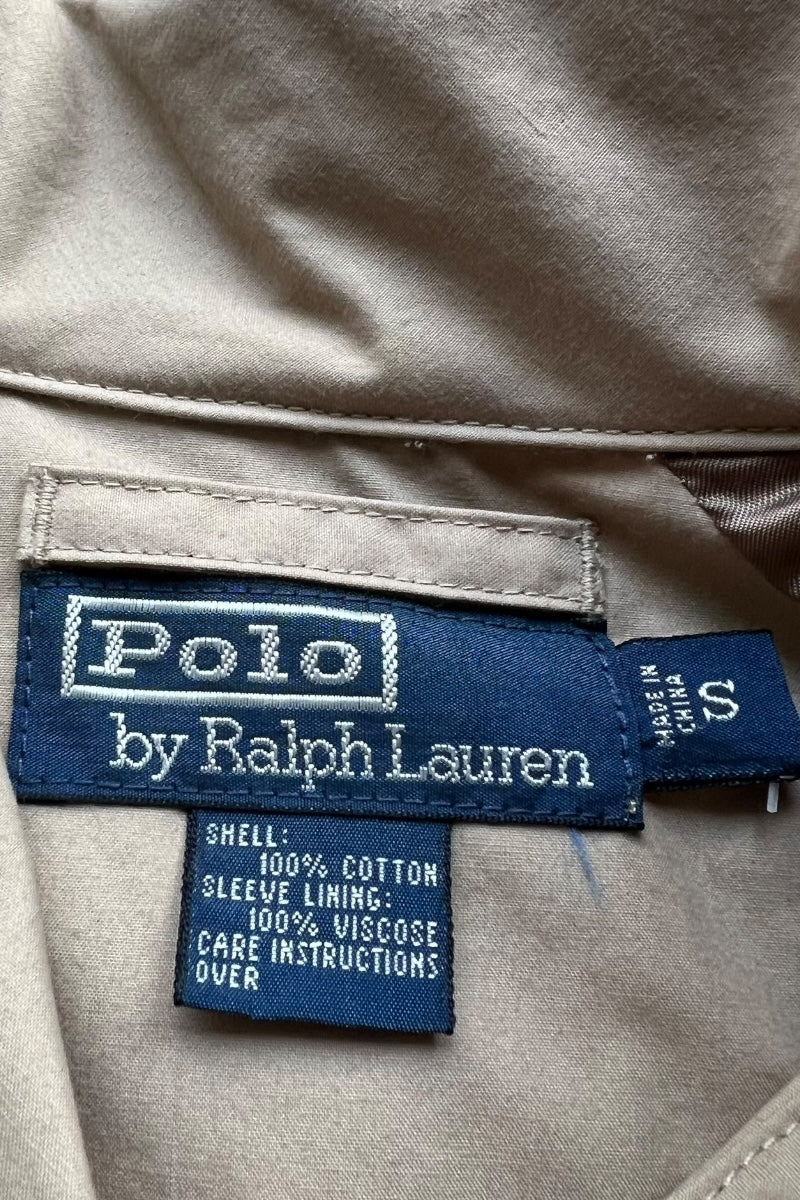 Polo
by Ralph Lauren
MADE IN
CHINA
S
SHELL:
100% COTTON
SLEEVE LINING:
100% VISCOSE
CARE INSTRUCTIONS
OVER